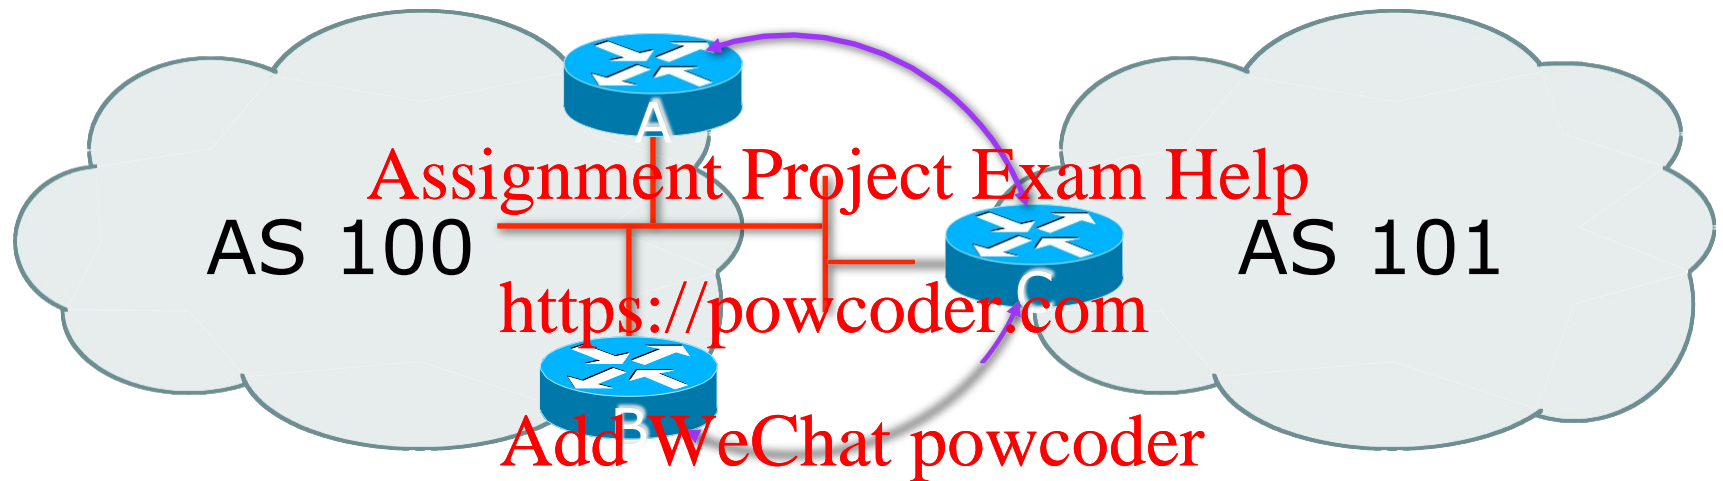 A
Assignment Project Exam Help
AS 100
AS 101
C
https://powcoder.com
B
Add WeChat powcoder